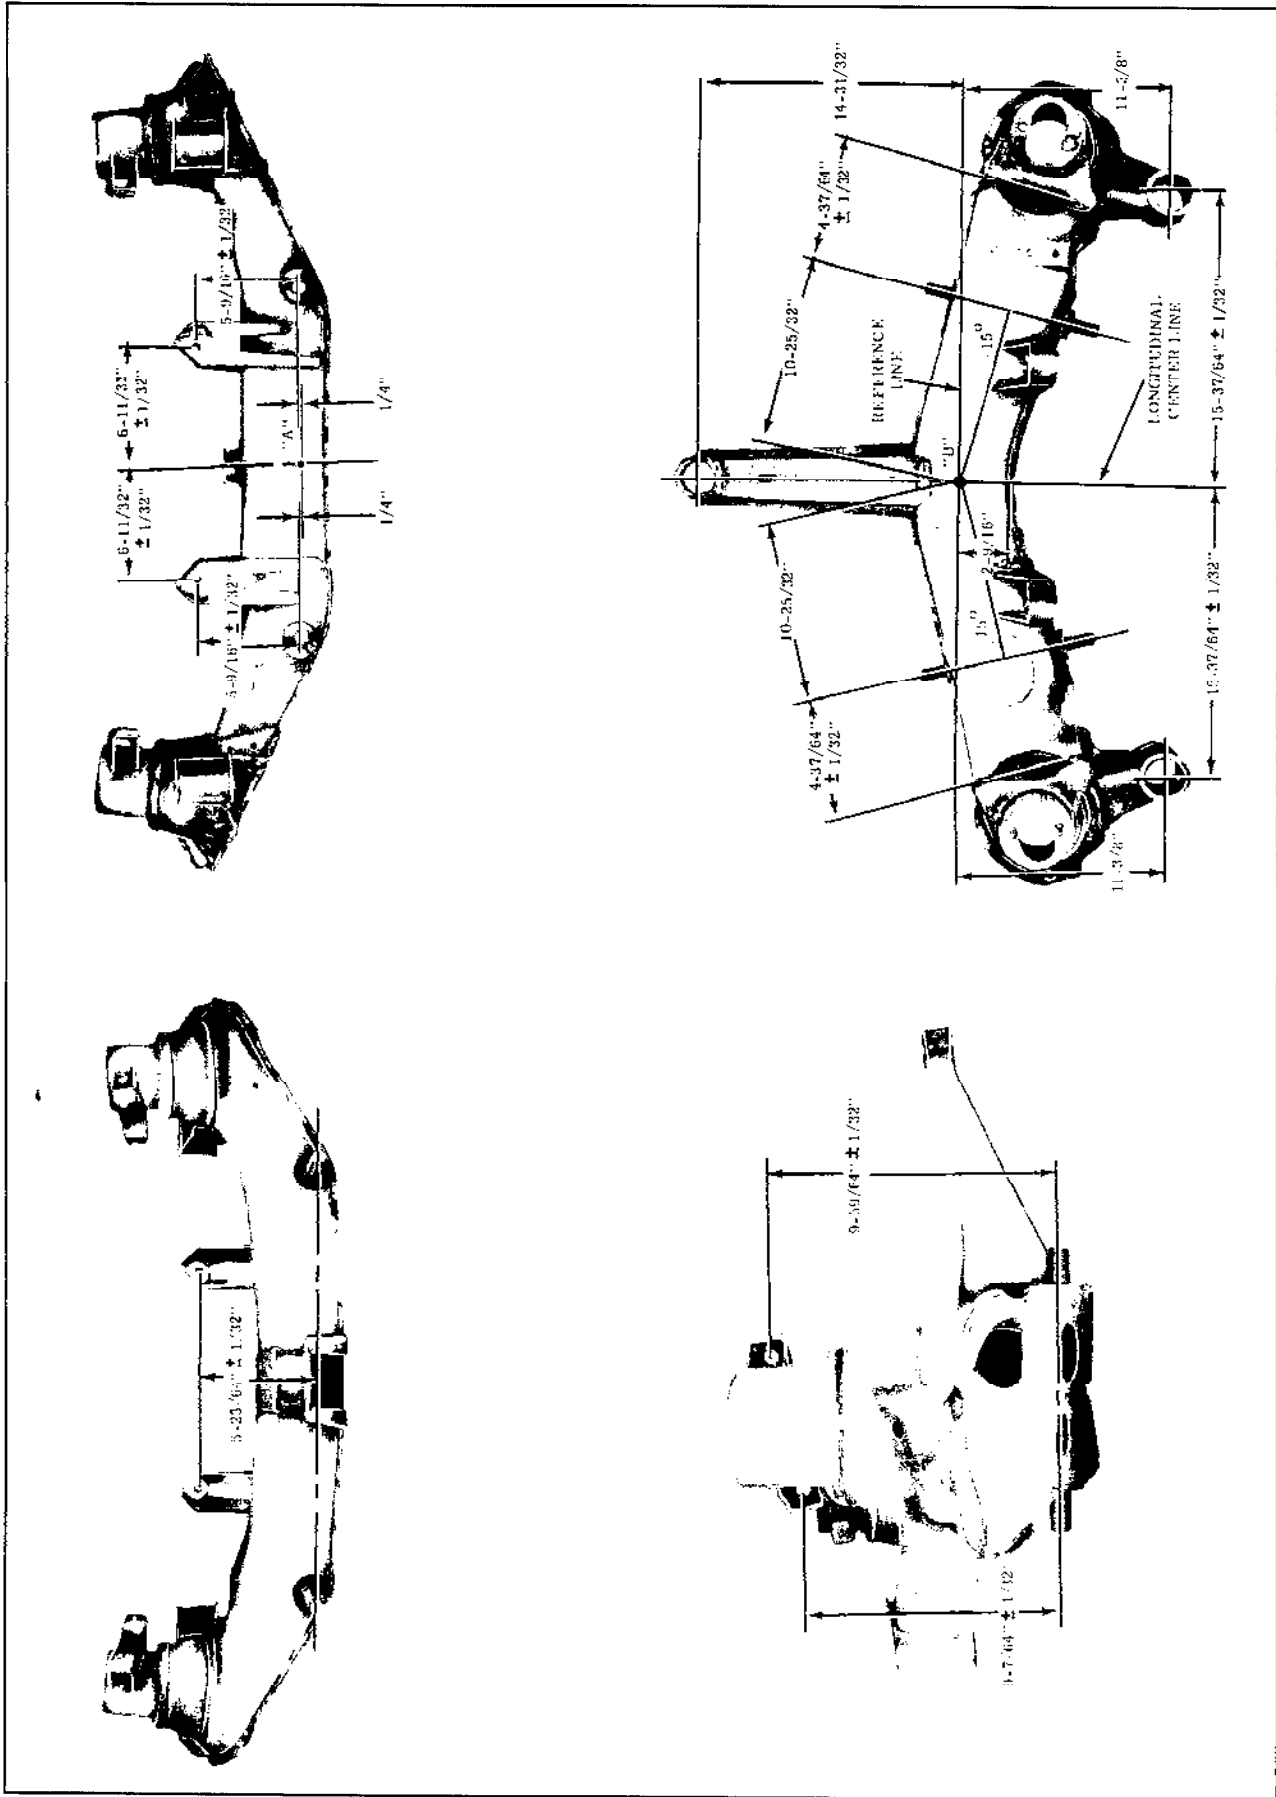 6-11/32"
± 1/32"
6-11/32"
± 1/32"
5-9/16" ± 1/32"
5-9/16" ± 1/32
"A"
1/4"
1/4"
14-31/32"
4-37/64"
± 1/32"
10-25/32"
10-25/32"
4-37/64"
± 1/32"
REFERENCE
LINE
15°
15°
2-9/16"
LONGITUDINAL
CENTER LINE
11-3/8"
11-3/8"
15-37/64" ± 1/32"
15-37/64" ± 1/32"
5-23/64" ± 1/32"
9-59/64" ± 1/32"